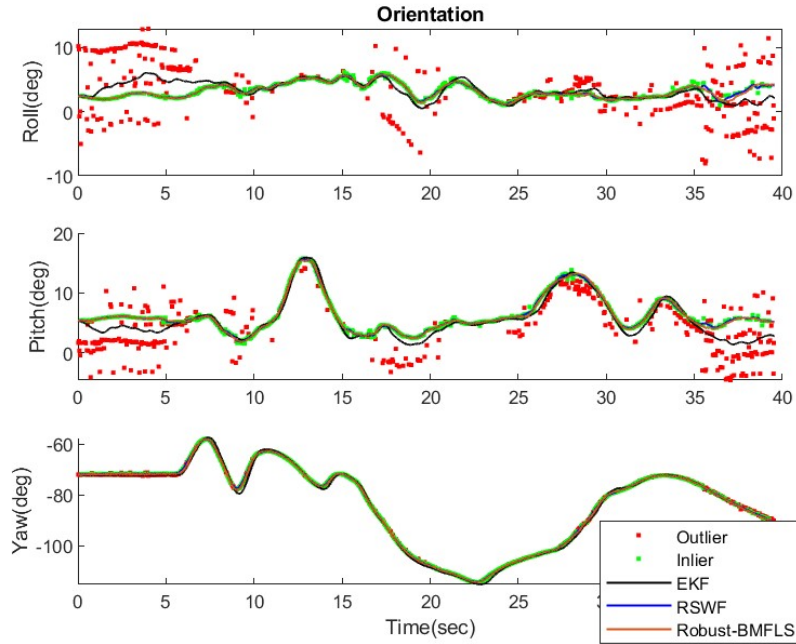 Orientation
Roll(deg)
10
0
-10
0 5 10 15 20 25 30 35 40
Pitch(deg)
20
10
0
0 5 10 15 20 25 30 35 40
Yaw(deg)
-60
-80
-100
0 5 10 15 20 25 3
Time(sec)
Outlier
Inlier
EKF
RSWF
Robust-BMFLS